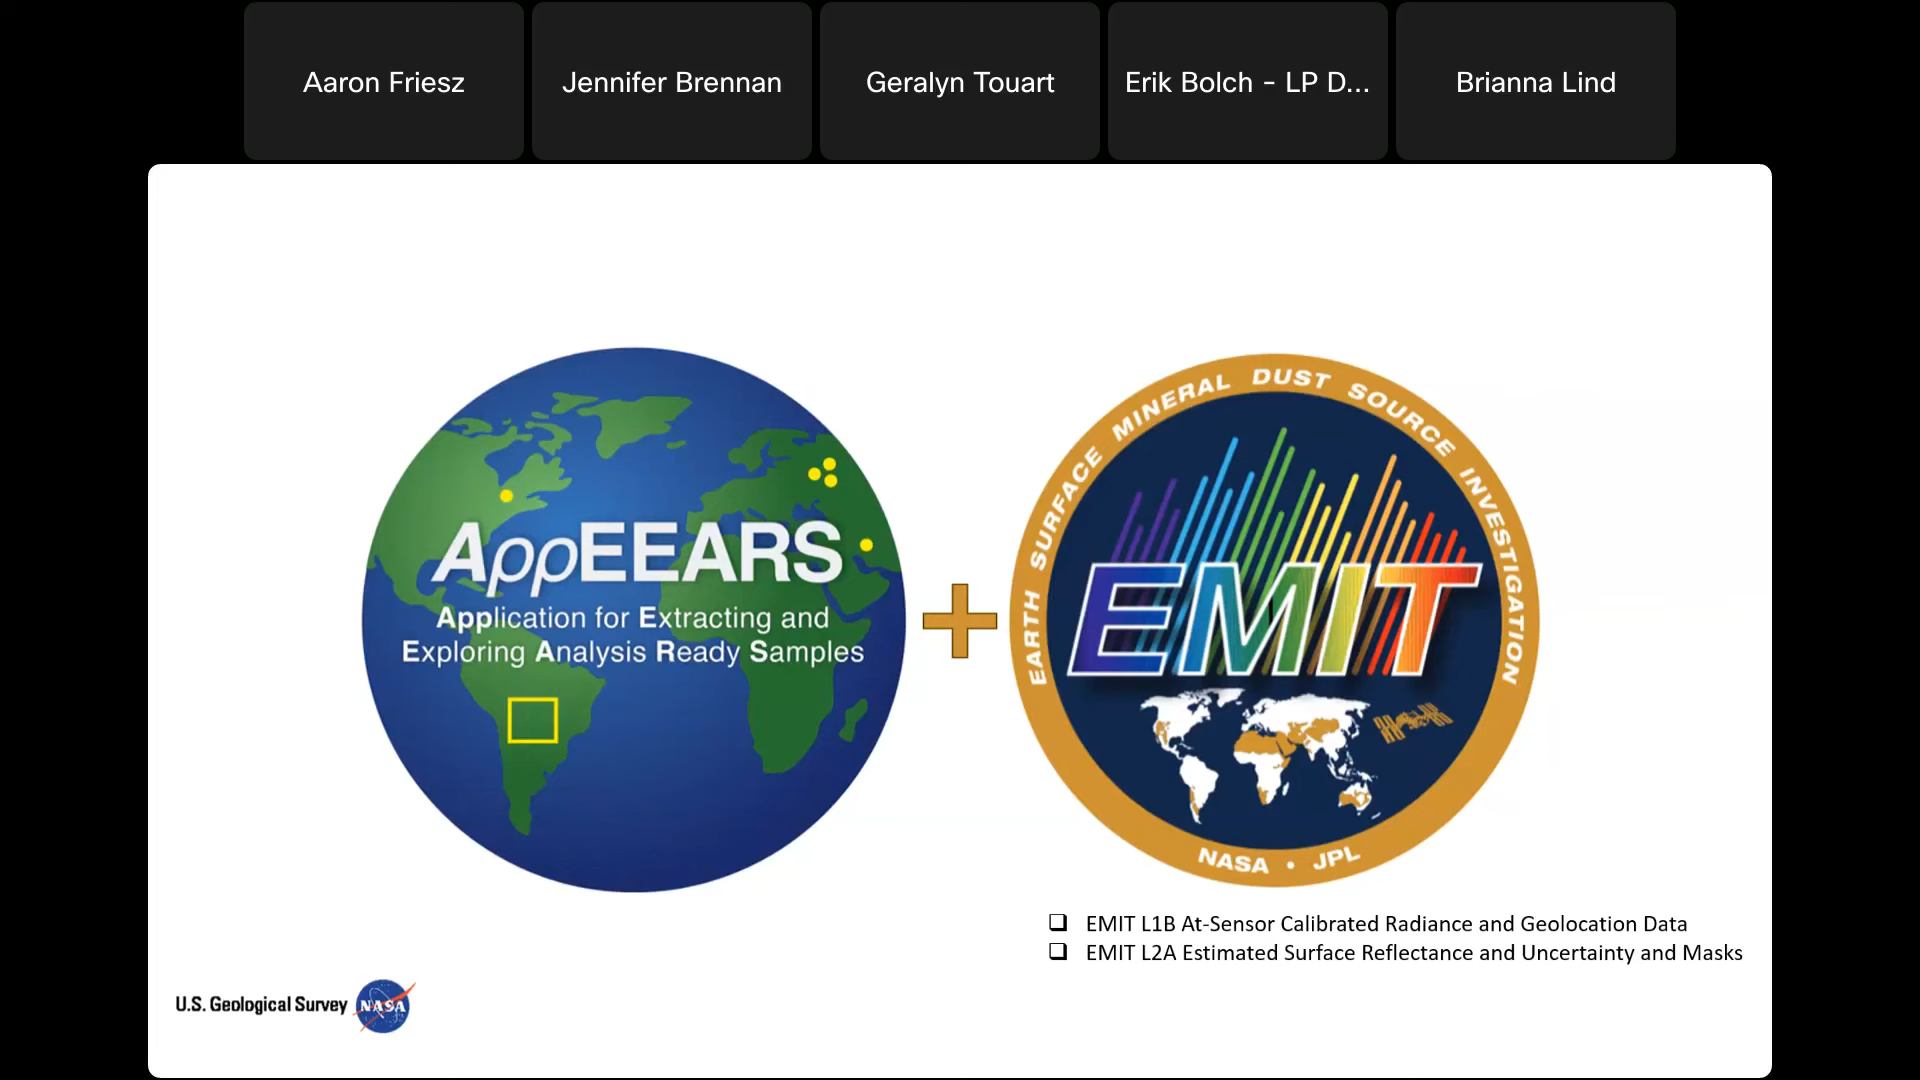 Aaron Friesz
Jennifer Brennan
Geralyn Touart
Erik Bolch - LP D...
Brianna Lind
AppEEARS
Application for Extracting and
Exploring Analysis Ready Samples
EARTH SURFACE MINERAL DUST SOURCE INVESTIGATION
EMIT
NASA • JPL
❑ EMIT L1B At-Sensor Calibrated Radiance and Geolocation Data
❑ EMIT L2A Estimated Surface Reflectance and Uncertainty and Masks
U.S. Geological Survey
NASA